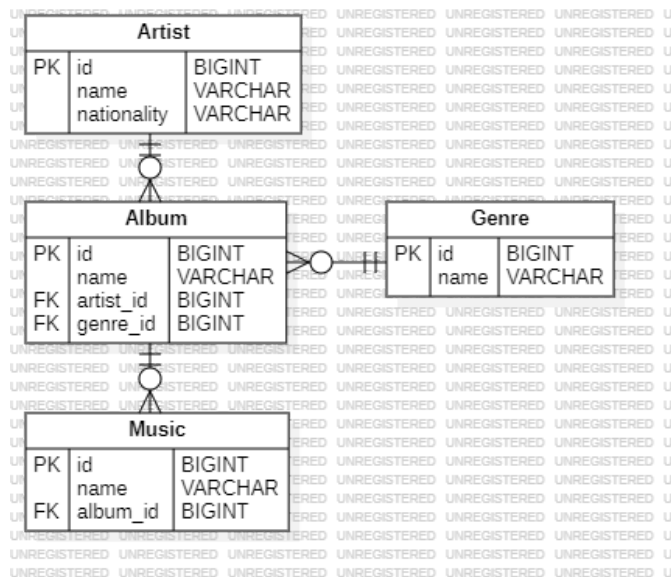 Artist
PK id BIGINT
name VARCHAR
nationality VARCHAR
Album
PK id BIGINT
name VARCHAR
FK artist_id BIGINT
FK genre_id BIGINT
Genre
PK id BIGINT
name VARCHAR
Music
PK id BIGINT
name VARCHAR
FK album_id BIGINT
UNREGISTERED